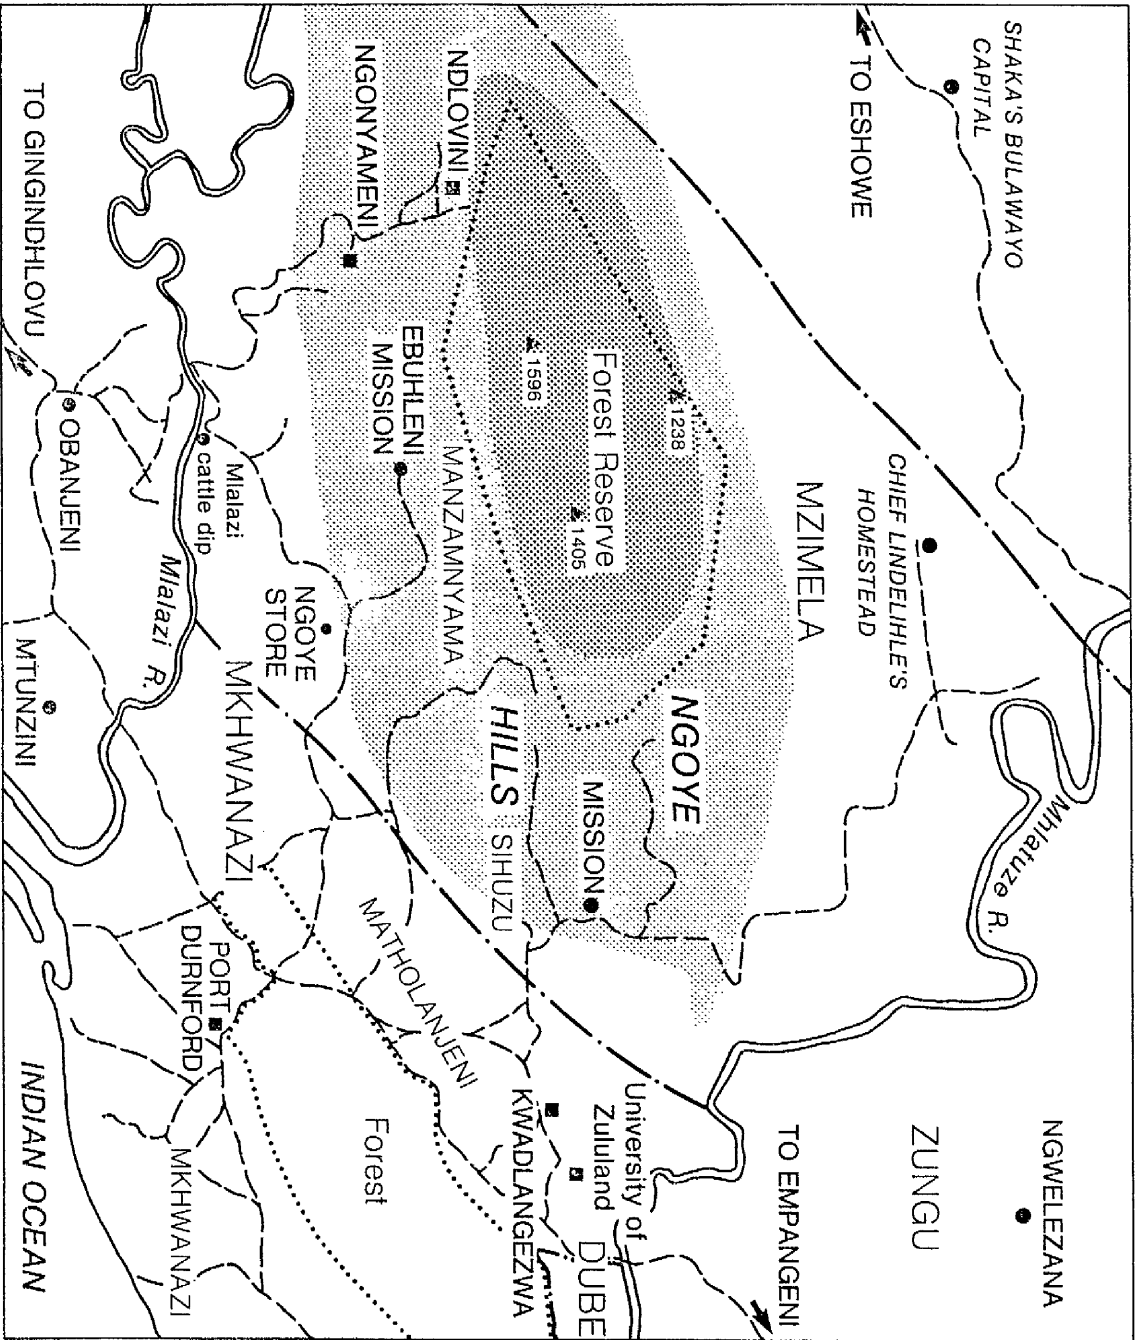 SHAKA'S BULAWAYO
CAPITAL
TO ESHOWE
NGWELEZANA
ZUNGU
TO EMPANGENI
Mhlatuze R.
CHIEF LINDELIHLE'S
HOMESTEAD
MZIMELA
NGOYE
HILLS
1238
Forest Reserve
1596
1405
MISSION
SIHUZU
University of
Zululand
DUBE
KWADLANGEZWA
NDLOVINI
NGONYAMENI
EBUHLENI
MISSION
MANZAMNYAMA
MATHOLANJENI
Forest
NGOYE
STORE
MKHWANAZI
Mlalazi
cattle dip
Mlalazi R.
PORT
DURNFORD
MKHWANAZI
TO GINGINDHLOVU
OBANJENI
MTUNZINI
INDIAN OCEAN